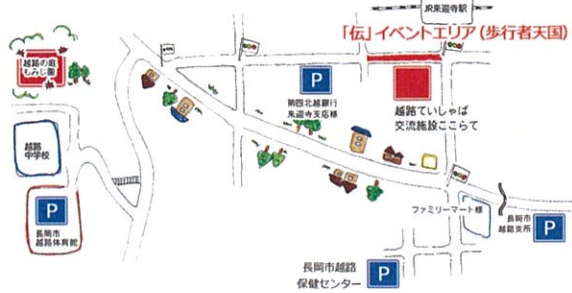 JR来迎寺駅
「伝」イベントエリア(歩行者天国)
越路の庭
もみじ園
P
第四北越銀行
来迎寺支店様
越路ていしゃば
交流施設ここらて
越路
中学校
P
長岡市
越路体育館
ファミリーマート様
長岡市
越路支所
P
長岡市越路
保健センター
P